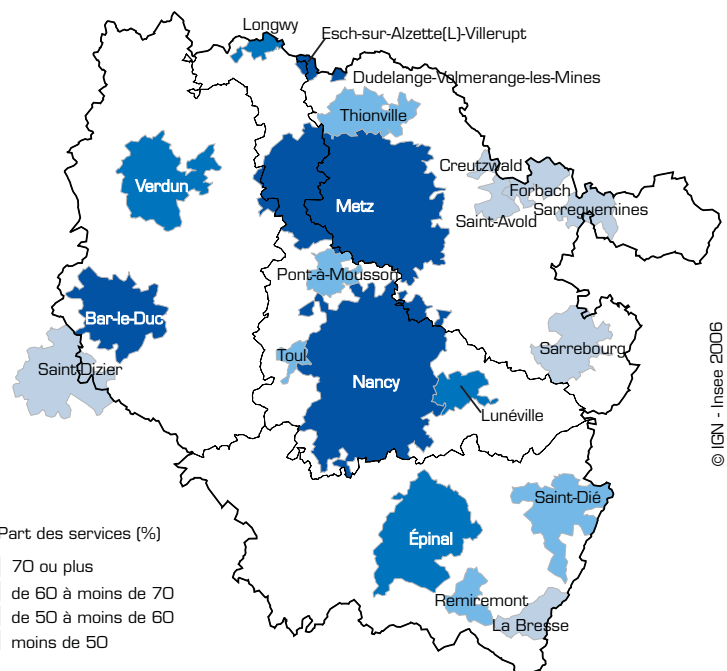 Longwy
Esch-sur-Alzette(L)-Villerupt
Dudelange-Volmerange-les-Mines
Thionville
Creutzwald
Verdun
Forbach
Metz
Saint-Avold
Sarreguemines
Pont-à-Mousson
Bar-le-Duc
Sarrebourg
Toul
Saint-Dizier
Nancy
Lunéville
© IGN - Insee 2006
Saint-Dié
Part des services (%)
Épinal
70 ou plus
de 60 à moins de 70
Remiremont
de 50 à moins de 60
La Bresse
moins de 50